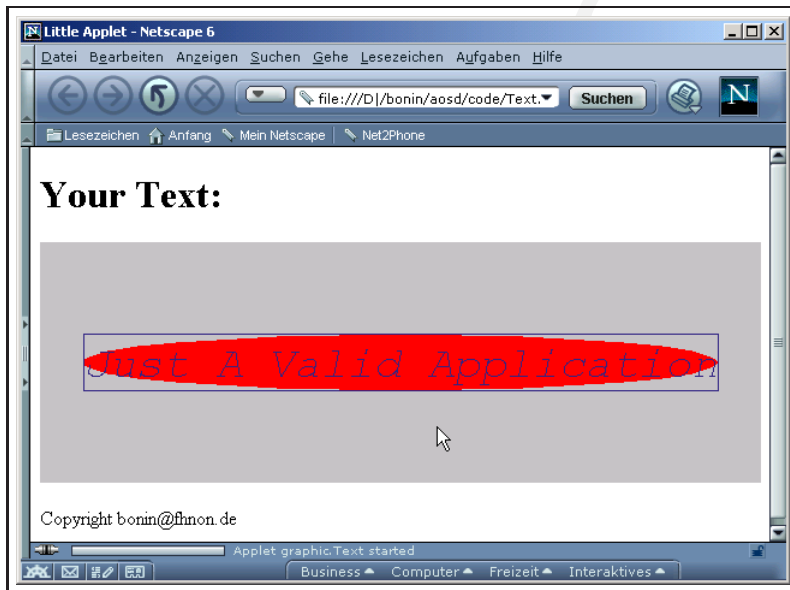 Little Applet - Netscape 6
Datei Bearbeiten Anzeigen Suchen Gehe Lesezeichen Aufgaben Hilfe
file:///D|/bonin/aosd/code/Text. Suchen N
Lesezeichen Anfang Mein Netscape Net2Phone
Your Text:
Just A Valid Application
Copyright bonin@fhnon.de
Applet graphic.Text started
Business Computer Freizeit Interaktives